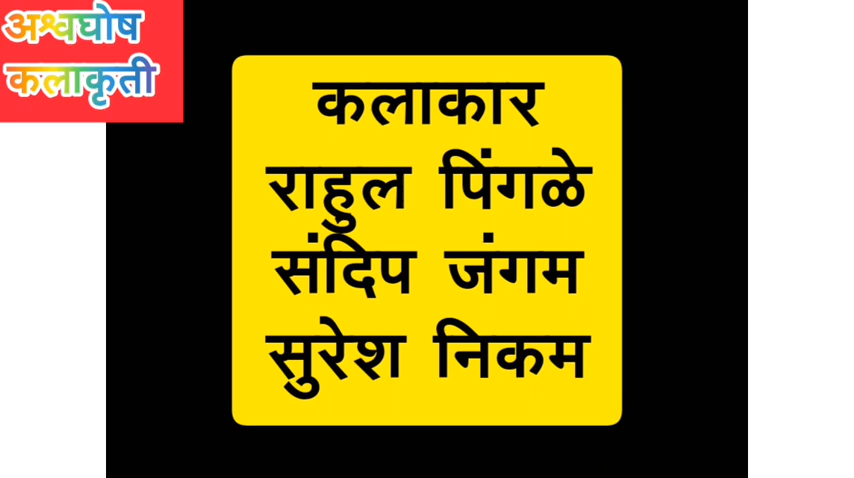 अश्वघोष
कलाकृती
कलाकार
राहुल पिंगळे
संदिप जंगम
सुरेश निकम